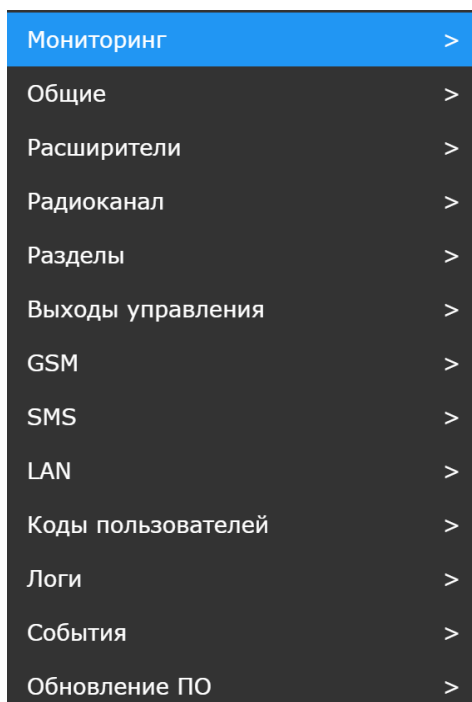 Мониторинг >
Общие >
Расширители >
Радиоканал >
Разделы >
Выходы управления >
GSM >
SMS >
LAN >
Коды пользователей >
Логи >
События >
Обновление ПО >